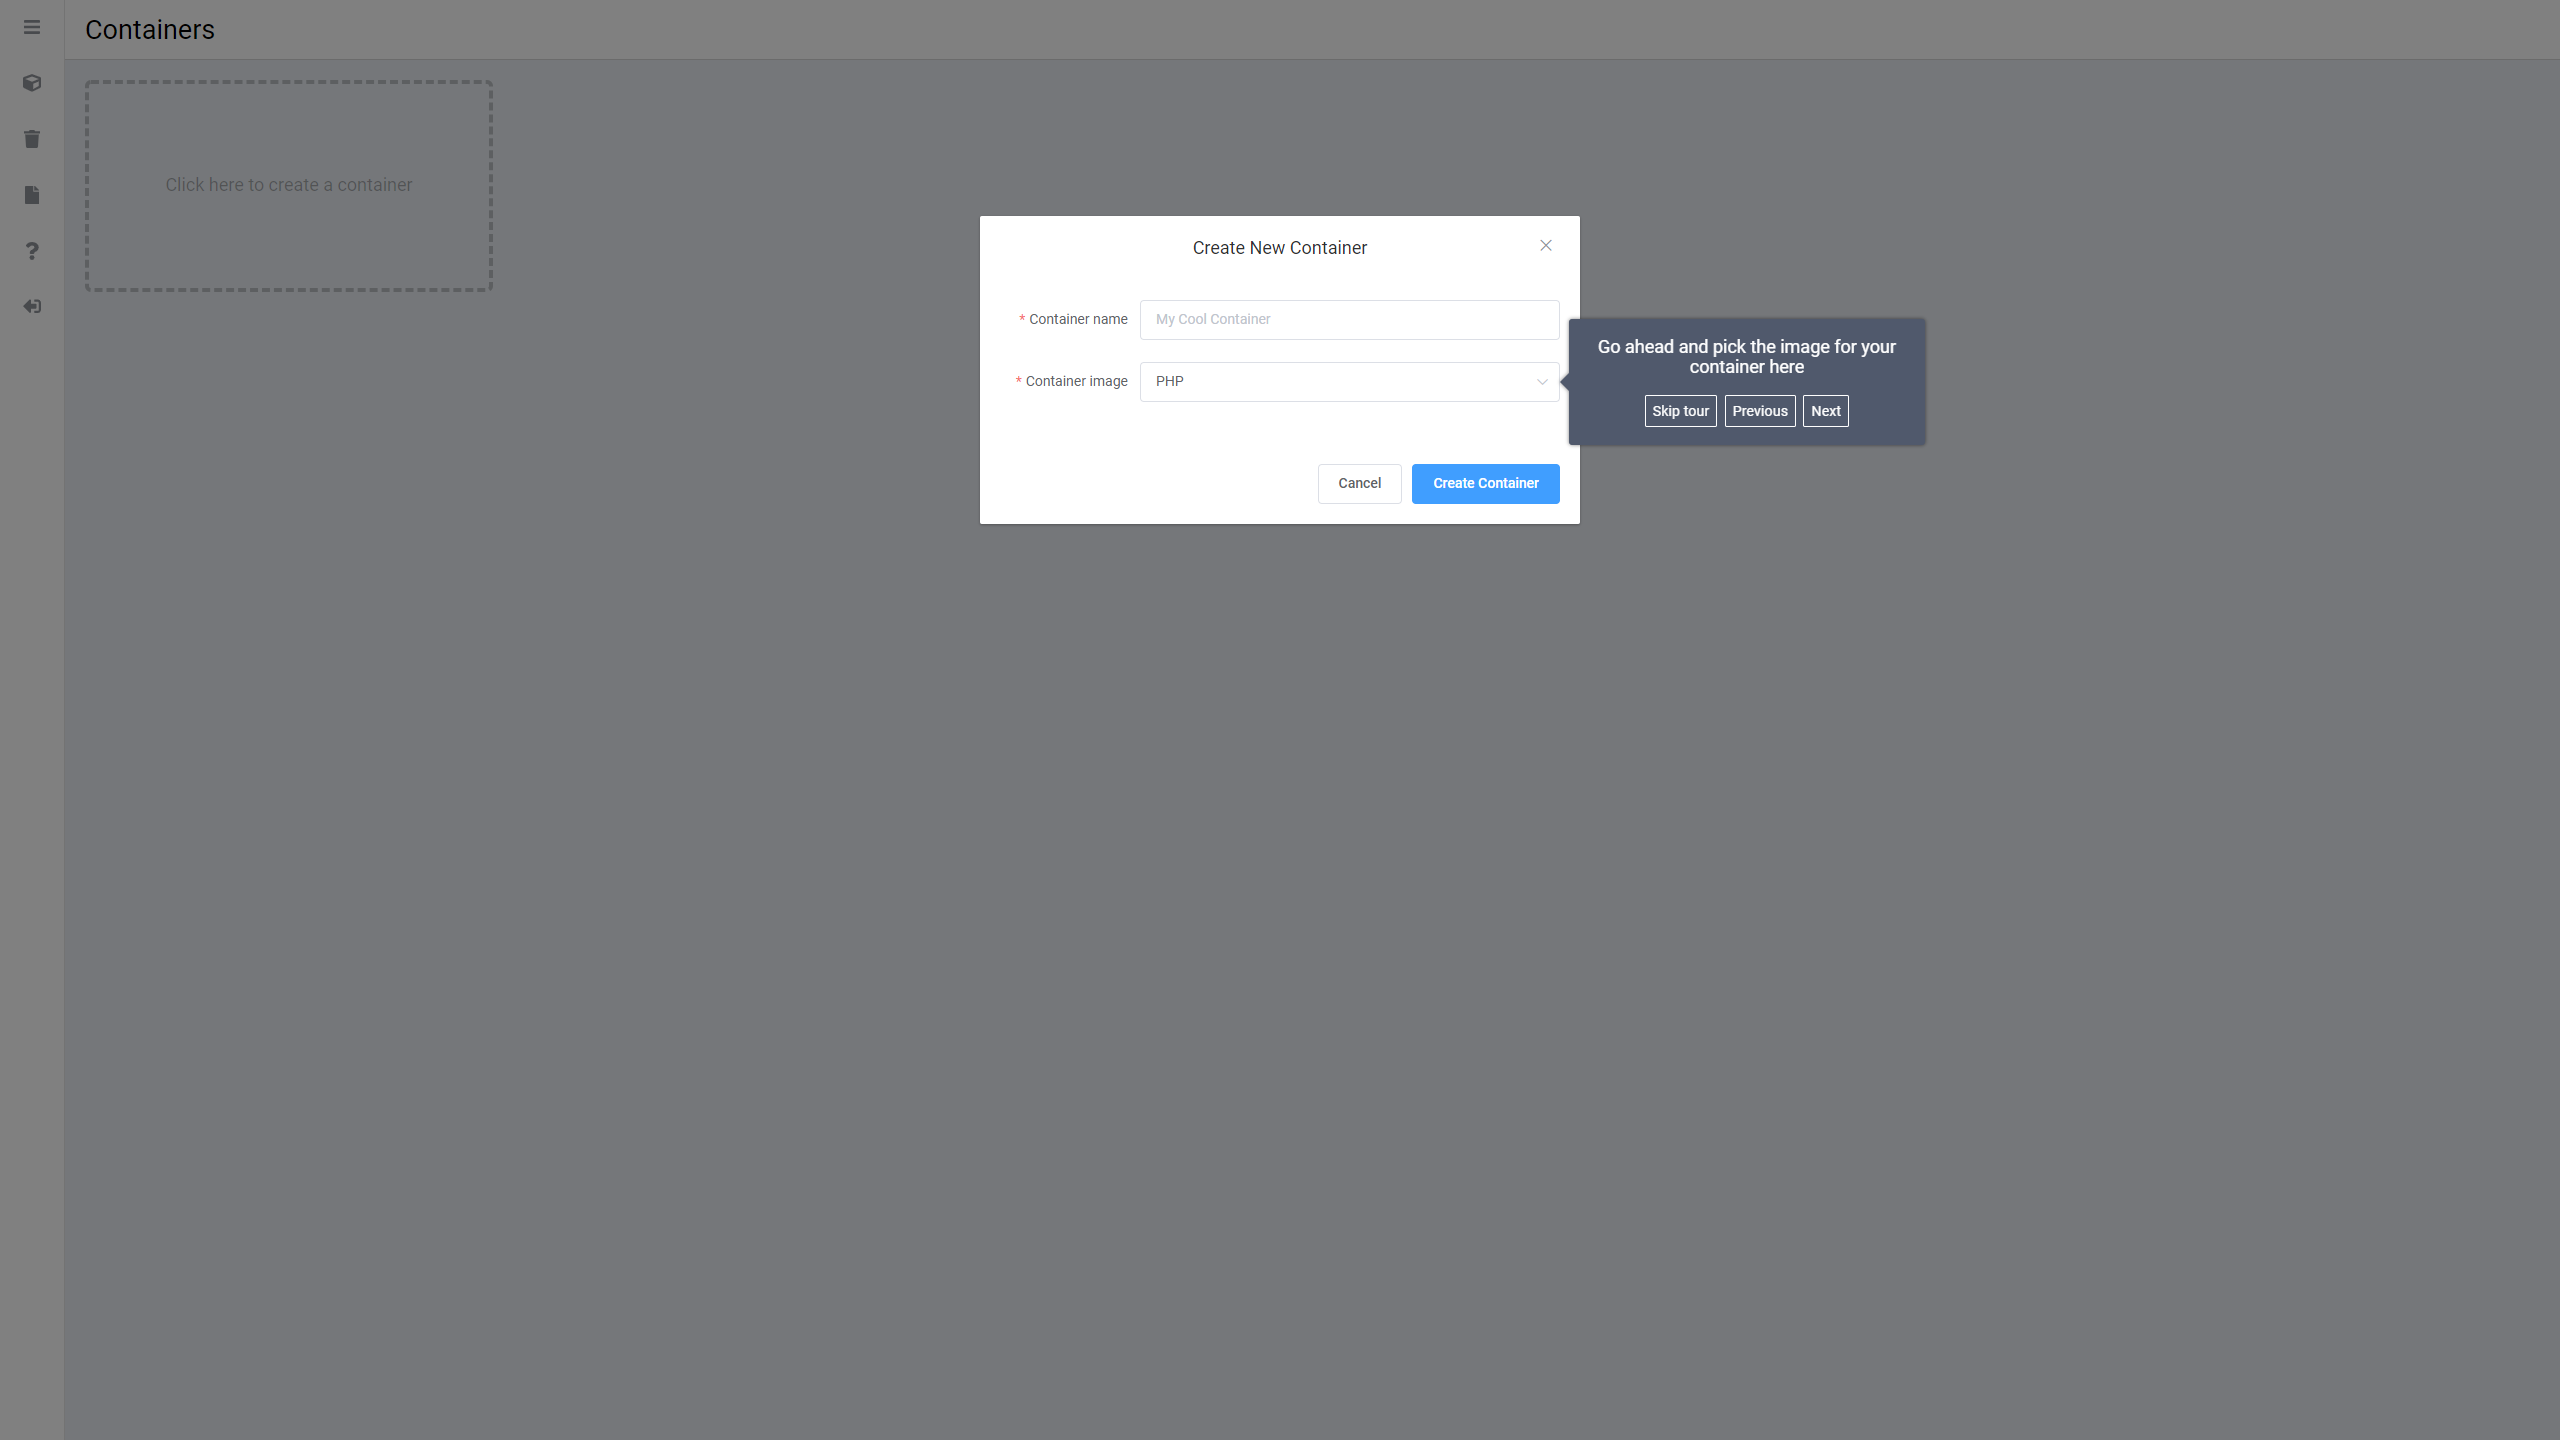 Containers
Click here to create a container
Create New Container
* Container name
My Cool Container
* Container image
PHP
Go ahead and pick the image for your
container here
Skip tour
Previous
Next
Cancel
Create Container